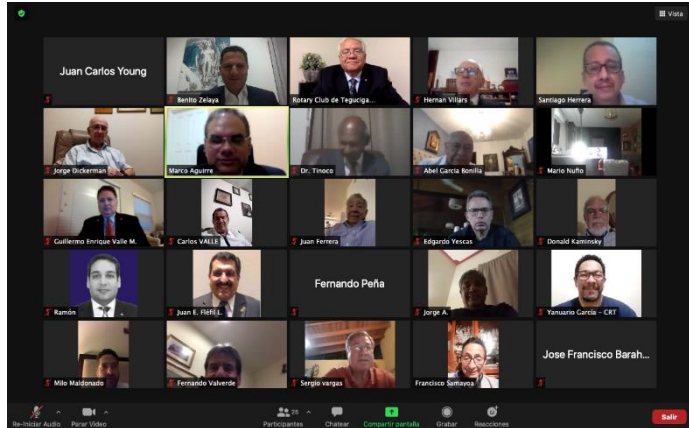 Vista
Juan Carlos Young
Benito Zelaya
Rotary Club de Teguciga...
Hernan Villars -
Santiago Herrera
Jorge Dickerman
Marco Aguirre
Dr. Tinoco
Abel Garcia Bonilla
Mario Nuño
Guillermo Enrique Valle M.
Carlos VALLE
Juan Ferrera
Edgardo Yescas
Donald Kaminsky
Ramón
Juan E. Flefil L.
Fernando Peña
Jorge A.
Yanuario García - CRT
Milo Maldonado
Fernando Valverde
Sergio vargas
Francisco Samayoa
Jose Francisco Barah...
Re-Iniciar Audio
Parar Video
35
Participantes
Chatear
Compartir pantalla
Grabar
Reacciones
Salir